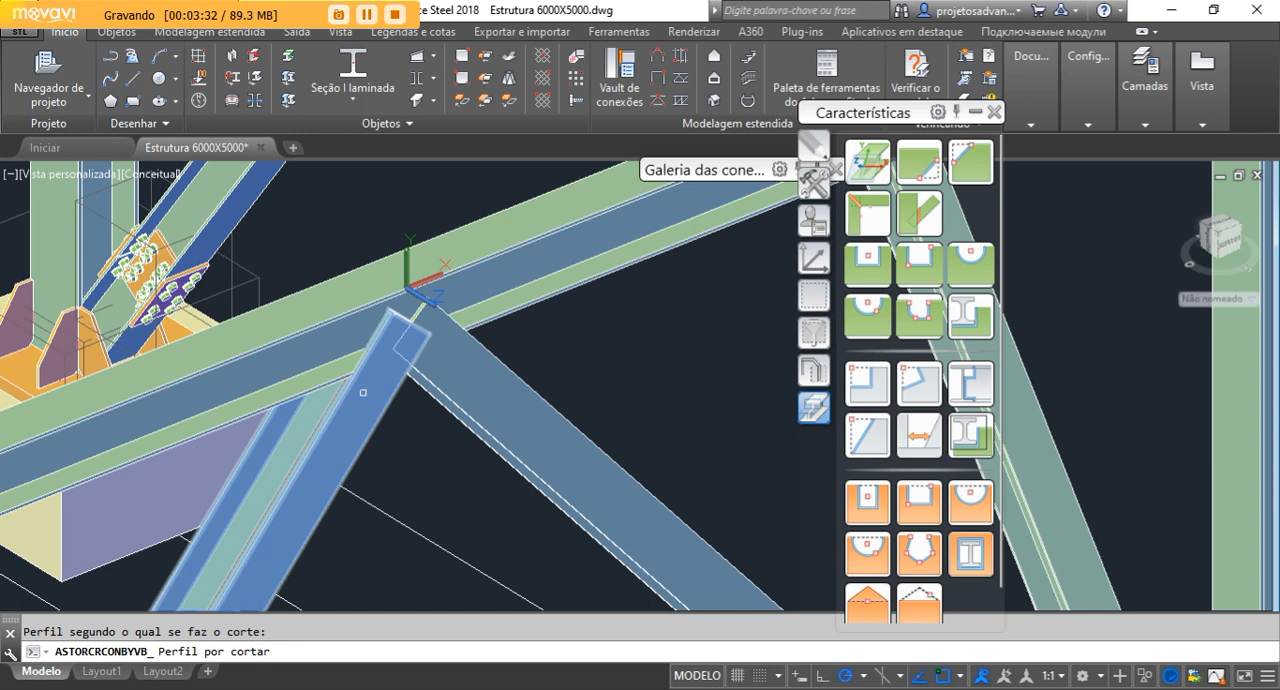 movavi
Gravando [00:03:32 / 89.3 MB]
ce Steel 2018 Estrutura 6000X5000.dwg
Digite palavra-chave ou frase
projetosadvan...
STL
Início
Objetos
Modelagem estendida
Saída
Vista
Legendas e cotas
Exportar e importar
Ferramentas
Renderizar
A360
Plug-ins
Aplicativos em destaque
Подключаемые модули
Navegador de
projeto
Seção I laminada
Vault de
conexões
Paleta de ferramentas
Verificar o
Docu...
Config...
Camadas
Vista
Projeto
Desenhar
Objetos
Modelagem estendida
Características
Iniciar
Estrutura 6000X5000*
[−][Vista personalizada][Conceitual]
Galeria das cone...
Y
X
Z
SUPERIOR
Não nomeado
Perfil segundo o qual se faz o corte:
ASTORCRCONBYVB_ Perfil por cortar
Modelo
Layout1
Layout2
MODELO
1:1